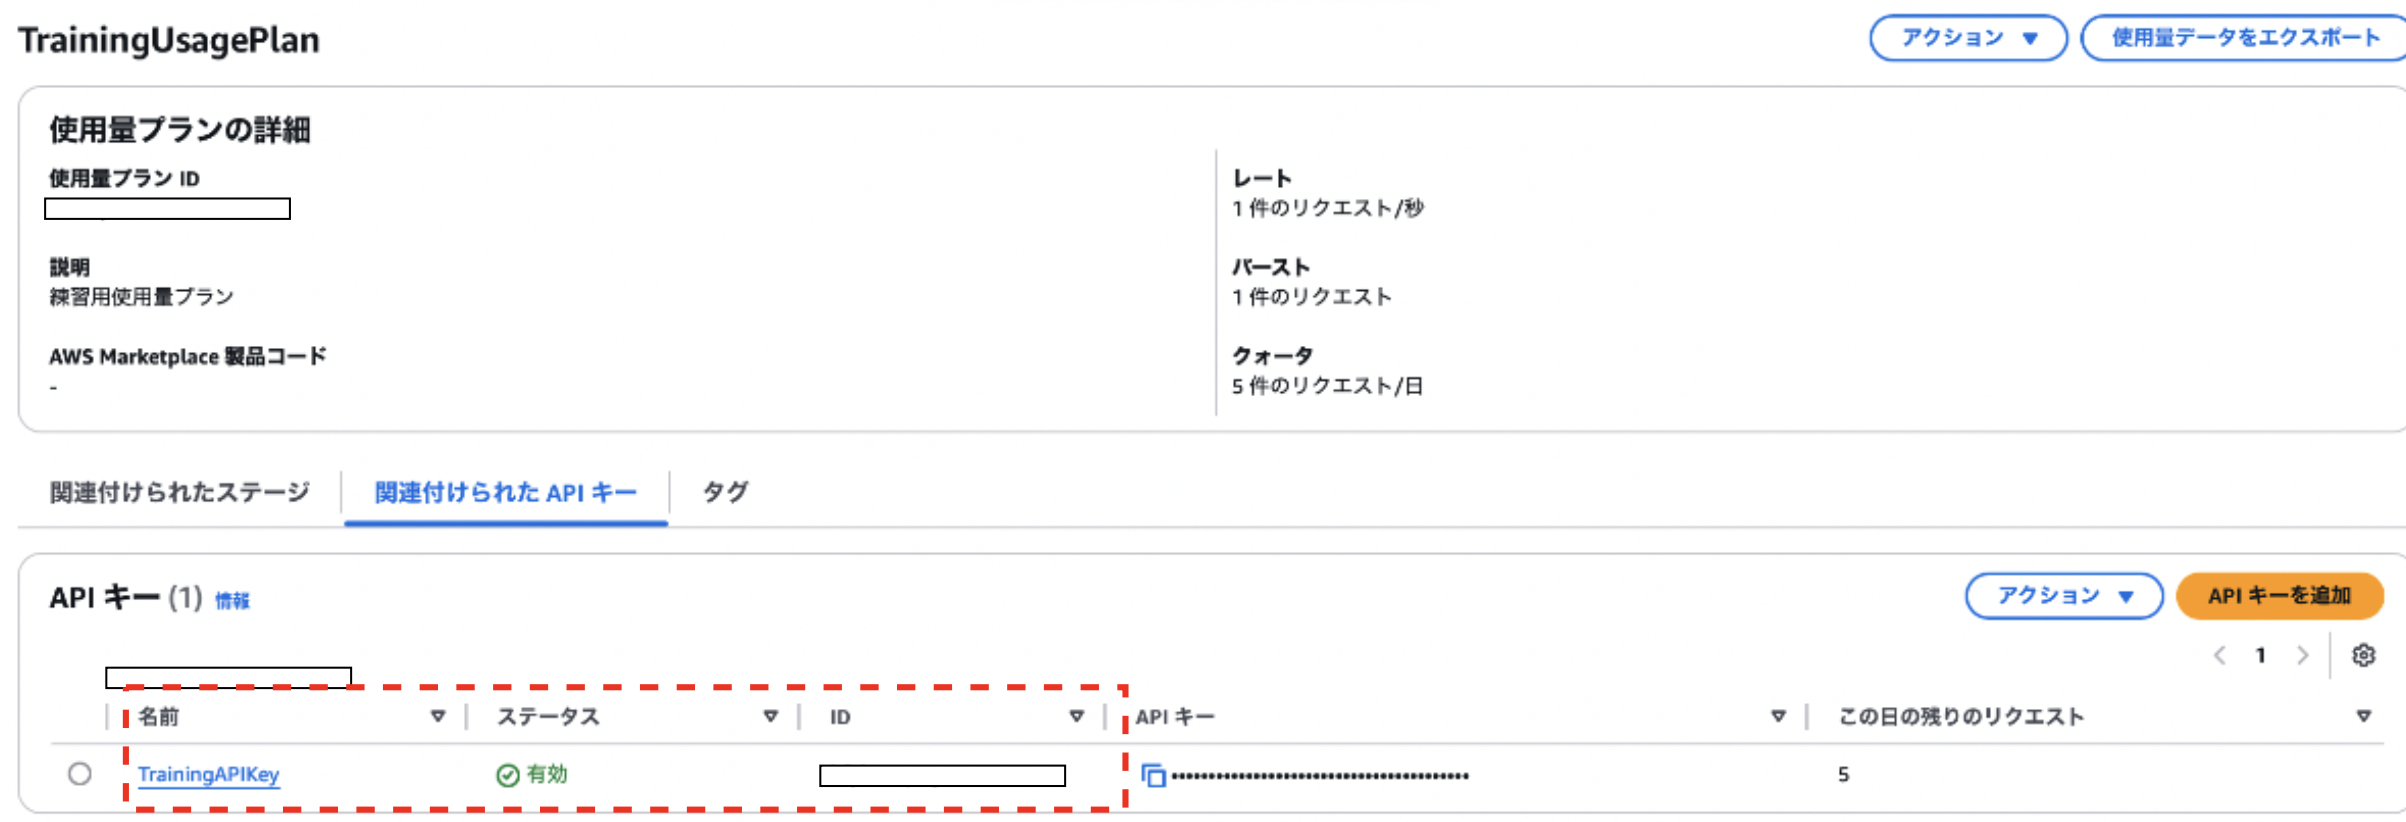 TrainingUsagePlan
アクション ▼
使用量データをエクスポート
使用量プランの詳細
使用量プラン ID
レート
1 件のリクエスト/秒
説明
練習用使用量プラン
バースト
1 件のリクエスト
AWS Marketplace 製品コード
-
クォータ
5 件のリクエスト/日
関連付けられたステージ
関連付けられた API キー
タグ
API キー (1) 情報
アクション ▼
API キーを追加
1
名前
ステータス
ID
API キー
この日の残りのリクエスト
TrainingAPIKey
有効
••••••••••••••••••••••••••••••••••••••••
5